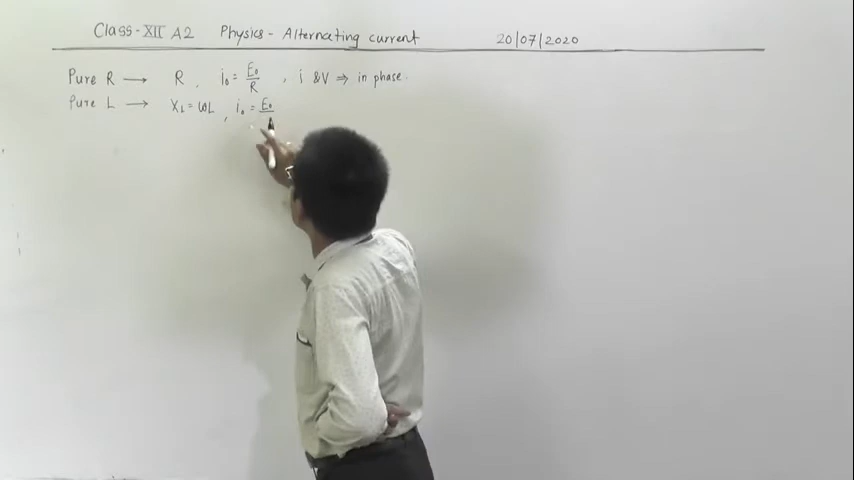 Class-XII A2 Physics - Alternating current 20/07/2020
Pure R → R, i₀ = E₀/R, i & V ⇒ in phase.
Pure L → X_L = ωL, i₀ = E₀